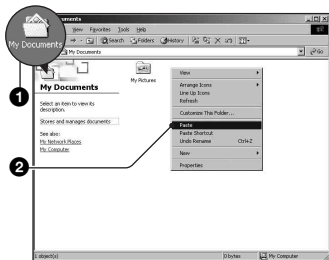 My Documents
View Favorites Tools Help
Search Folders History
My Documents
Go
My Documents
My Pictures
Select an item to view its
description.
Stores and manages documents
See also:
My Network Places
My Computer
View
Arrange Icons
Line Up Icons
Refresh
Customize This Folder...
Paste
Paste Shortcut
Undo Rename Ctrl+Z
New
Properties
1
2
1 object(s) 0 bytes My Computer